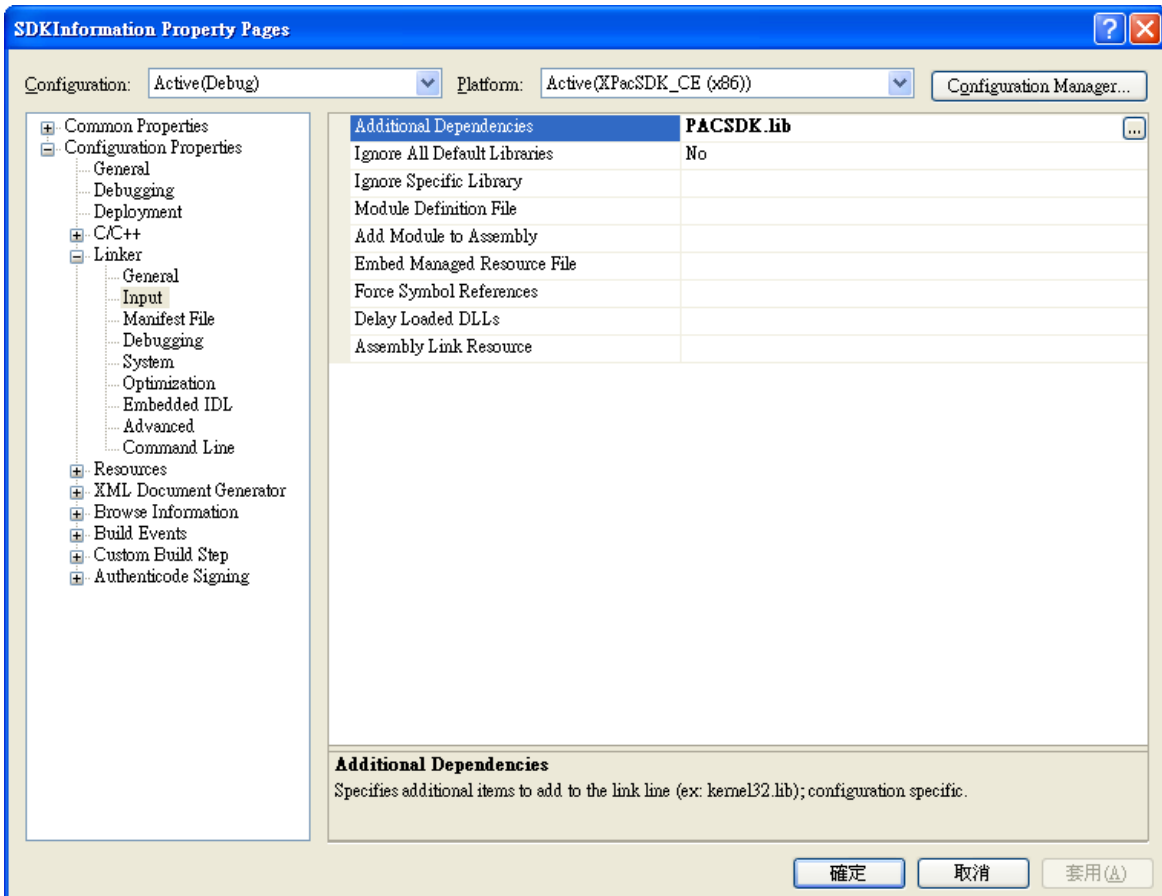 SDKInformation Property Pages
Configuration: Active(Debug) Platform: Active(XPacSDK_CE (x86)) Configuration Manager...
Common Properties
Configuration Properties
General
Debugging
Deployment
C/C++
Linker
General
Input
Manifest File
Debugging
System
Optimization
Embedded IDL
Advanced
Command Line
Resources
XML Document Generator
Browse Information
Build Events
Custom Build Step
Authenticode Signing
Additional Dependencies PACSDK.lib ...
Ignore All Default Libraries No
Ignore Specific Library
Module Definition File
Add Module to Assembly
Embed Managed Resource File
Force Symbol References
Delay Loaded DLLs
Assembly Link Resource
Additional Dependencies
Specifies additional items to add to the link line (ex: kernel32.lib); configuration specific.
確定 取消 套用(A)